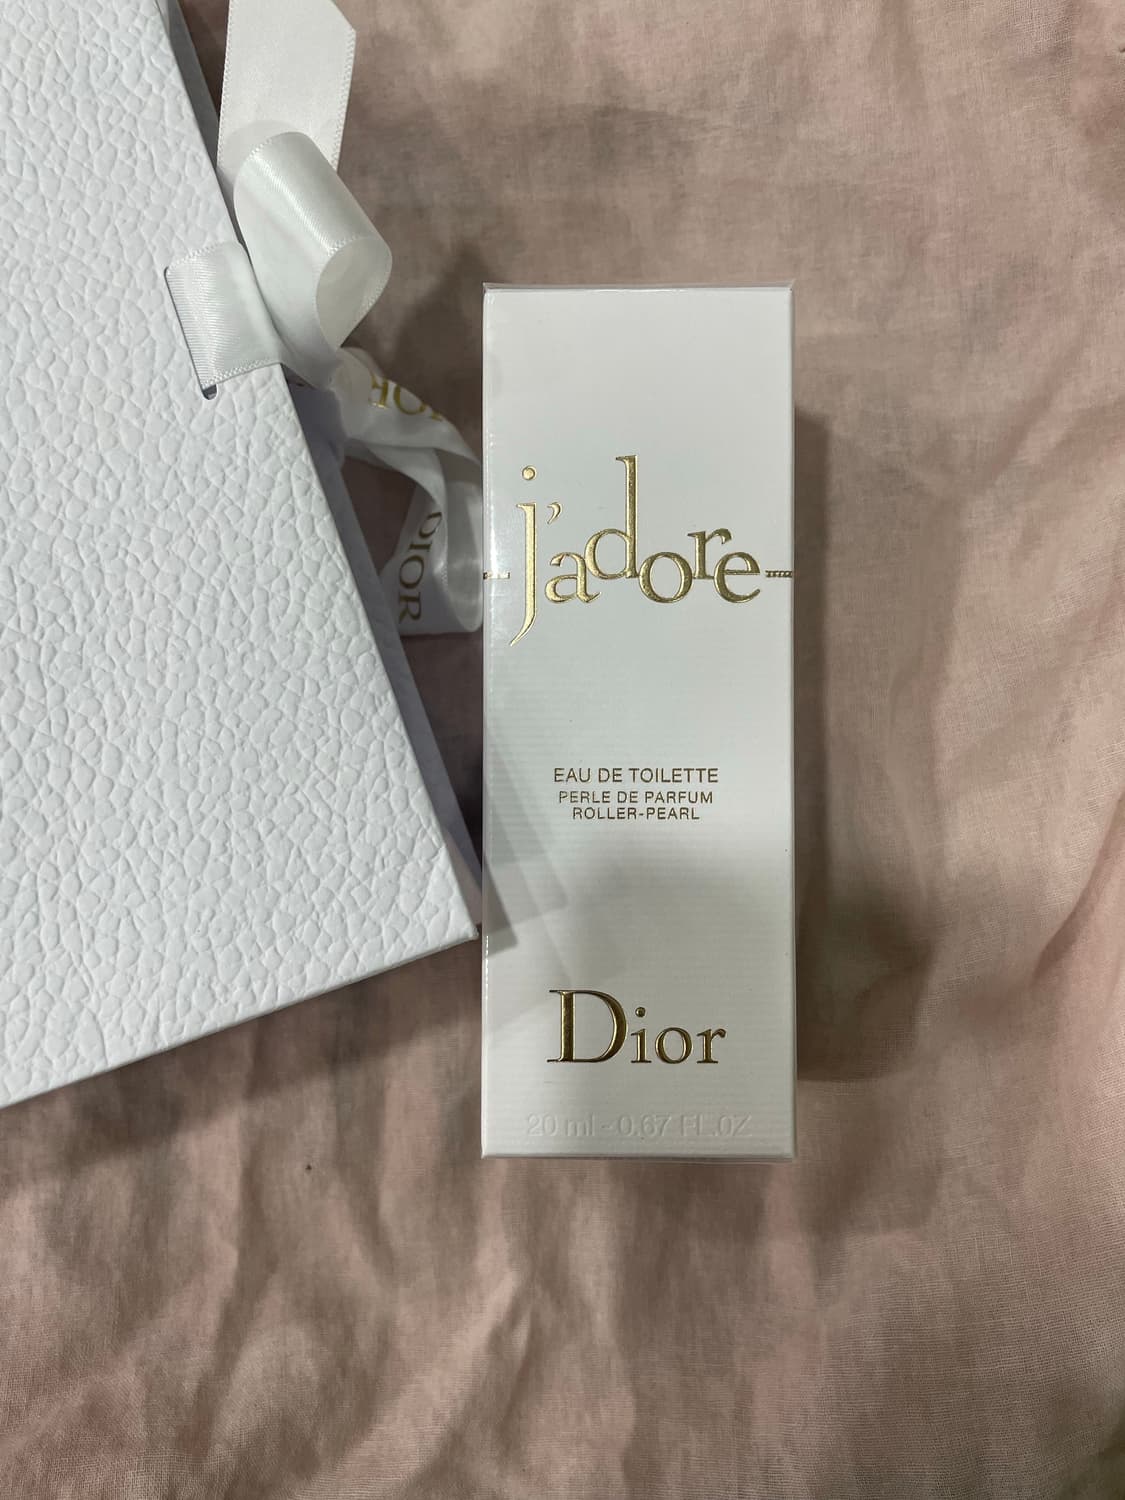 DIOR
DIOR
j'adore
EAU DE TOILETTE
PERLE DE PARFUM
ROLLER-PEARL
Dior
20 ml - 0.67 FL.OZ